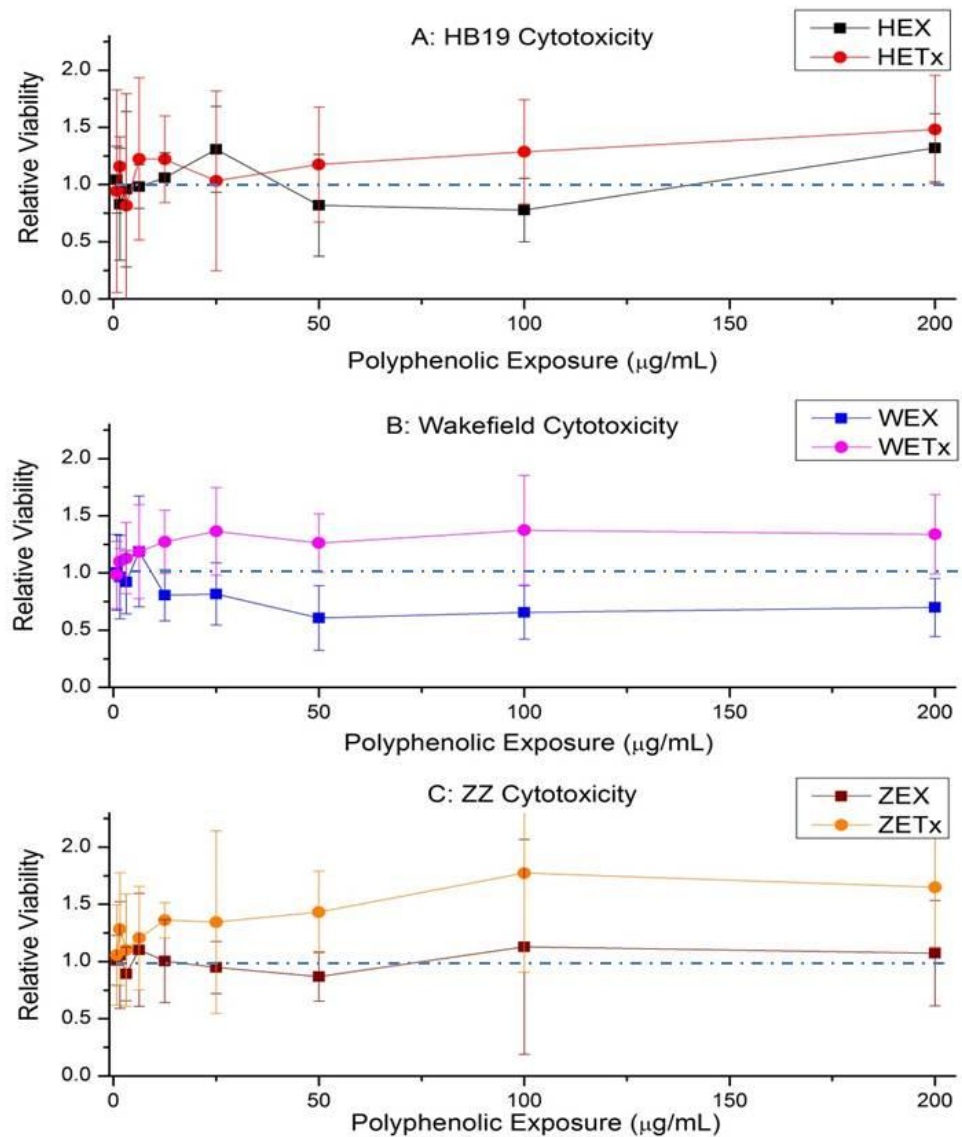 A: HB19 Cytotoxicity
HEX
HETx
2.0
1.5
1.0
0.5
0.0
Relative Viability
0
50
100
150
200
Polyphenolic Exposure (μg/mL)
B: Wakefield Cytotoxicity
WEX
WETx
2.0
1.5
1.0
0.5
0.0
Relative Viability
0
50
100
150
200
Polyphenolic Exposure (μg/mL)
C: ZZ Cytotoxicity
ZEX
ZETx
2.0
1.5
1.0
0.5
0.0
Relative Viability
0
50
100
150
200
Polyphenolic Exposure (μg/mL)